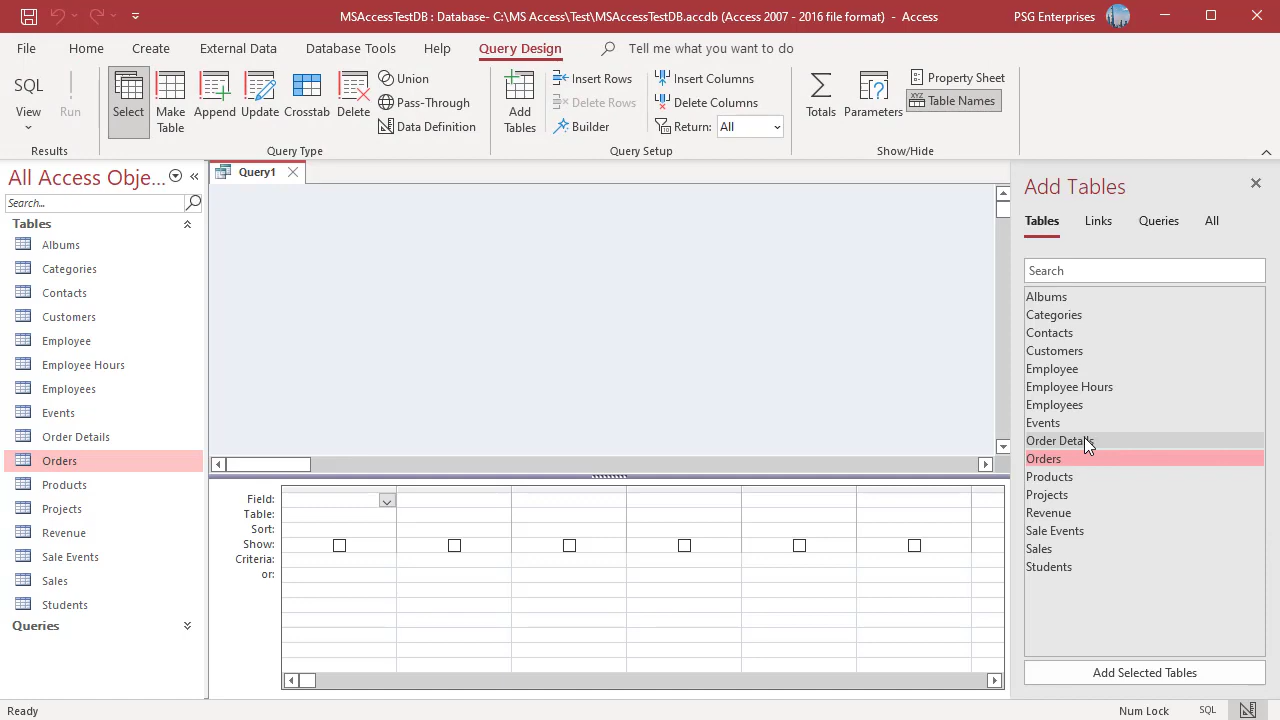 MSAccessTestDB : Database- C:\MS Access\Test\MSAccessTestDB.accdb (Access 2007 - 2016 file format) - Access
PSG Enterprises
File
Home
Create
External Data
Database Tools
Help
Query Design
Tell me what you want to do
SQL
View
Run
Results
Select
Make Table
Append
Update
Crosstab
Delete
Union
Pass-Through
Data Definition
Query Type
Add Tables
Insert Rows
Delete Rows
Builder
Insert Columns
Delete Columns
Return: All
Query Setup
Totals
Parameters
Property Sheet
XYZ Table Names
Show/Hide
All Access Obje...
Search...
Tables
Albums
Categories
Contacts
Customers
Employee
Employee Hours
Employees
Events
Order Details
Orders
Products
Projects
Revenue
Sale Events
Sales
Students
Queries
Query1
Field:
Table:
Sort:
Show:
Criteria:
or:
Add Tables
Tables
Links
Queries
All
Search
Albums
Categories
Contacts
Customers
Employee
Employee Hours
Employees
Events
Order Details
Orders
Products
Projects
Revenue
Sale Events
Sales
Students
Add Selected Tables
Ready
Num Lock
SQL